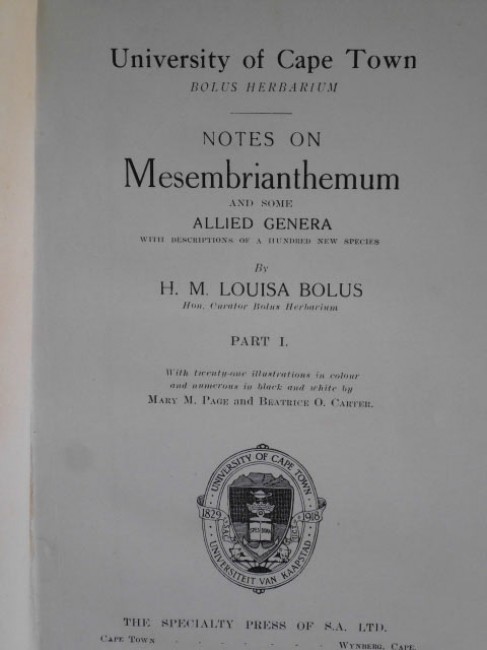 University of Cape Town
BOLUS HERBARIUM
NOTES ON
Mesembrianthemum
AND SOME
ALLIED GENERA
WITH DESCRIPTIONS OF A HUNDRED NEW SPECIES
By
H. M. LOUISA BOLUS
Hon. Curator Bolus Herbarium
PART I.
With twenty-one illustrations in colour
and numerous in black and white by
MARY M. PAGE and BEATRICE O. CARTER.
UNIVERSITY OF CAPE TOWN
1829 1918
UNIVERSITEIT VAN KAAPSTAD
THE SPECIALTY PRESS OF S.A. LTD.
CAPE TOWN - - - - - - WYNBERG, CAPE.